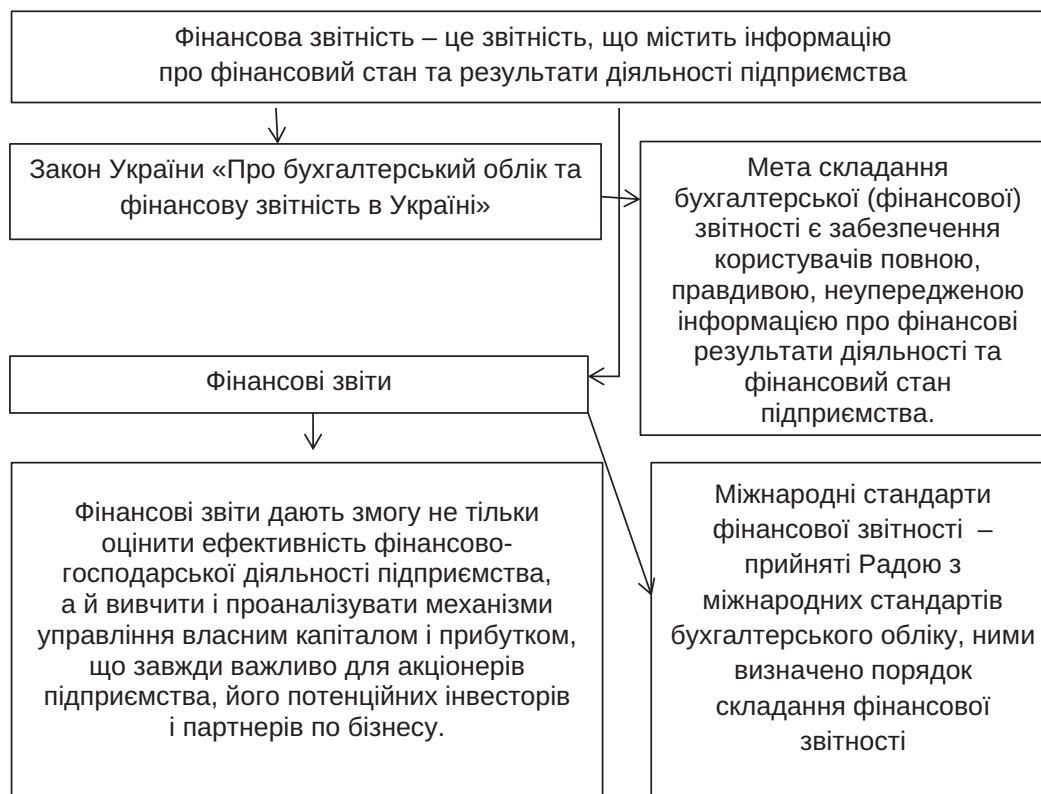 Фінансова звітність – це звітність, що містить інформацію
про фінансовий стан та результати діяльності підприємства
Закон України «Про бухгалтерський облік та
фінансову звітність в Україні»
Мета складання
бухгалтерської (фінансової)
звітності є забезпечення
користувачів повною,
правдивою, неупередженою
інформацією про фінансові
результати діяльності та
фінансовий стан
підприємства.
Фінансові звіти
Фінансові звіти дають змогу не тільки
оцінити ефективність фінансово-
господарської діяльності підприємства,
а й вивчити і проаналізувати механізми
управління власним капіталом і прибутком,
що завжди важливо для акціонерів
підприємства, його потенційних інвесторів
і партнерів по бізнесу.
Міжнародні стандарти
фінансової звітності –
прийняті Радою з
міжнародних стандартів
бухгалтерського обліку, ними
визначено порядок
складання фінансової
звітності